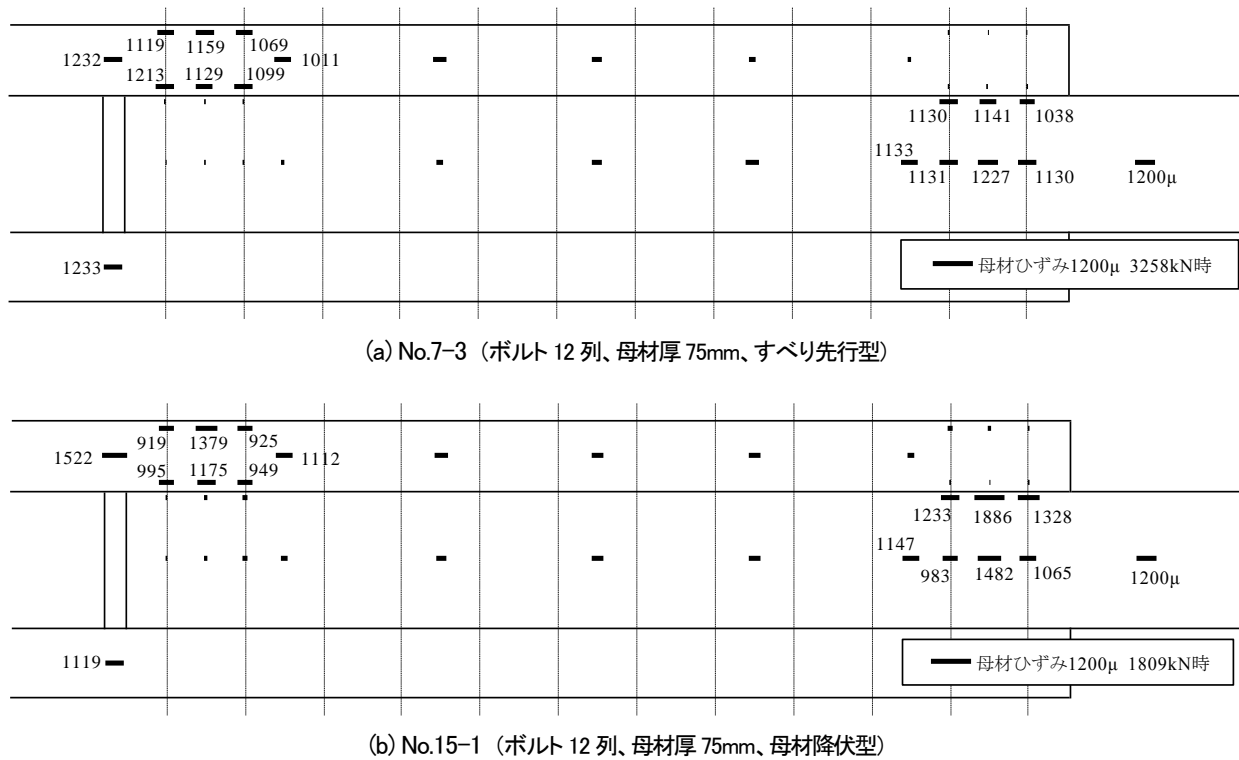 1119 1159 1069
1232 1011
1213 1129 1099
1130 1141 1038
1133
1131 1227 1130 1200μ
1233 母材ひずみ1200μ 3258kN時
(a) No.7-3 (ボルト 12 列、母材厚 75mm、すべり先行型)
919 1379 925
1522 1112
995 1175 949
1233 1886 1328
1147
983 1482 1065 1200μ
1119 母材ひずみ1200μ 1809kN時
(b) No.15-1 (ボルト 12 列、母材厚 75mm、母材降伏型)